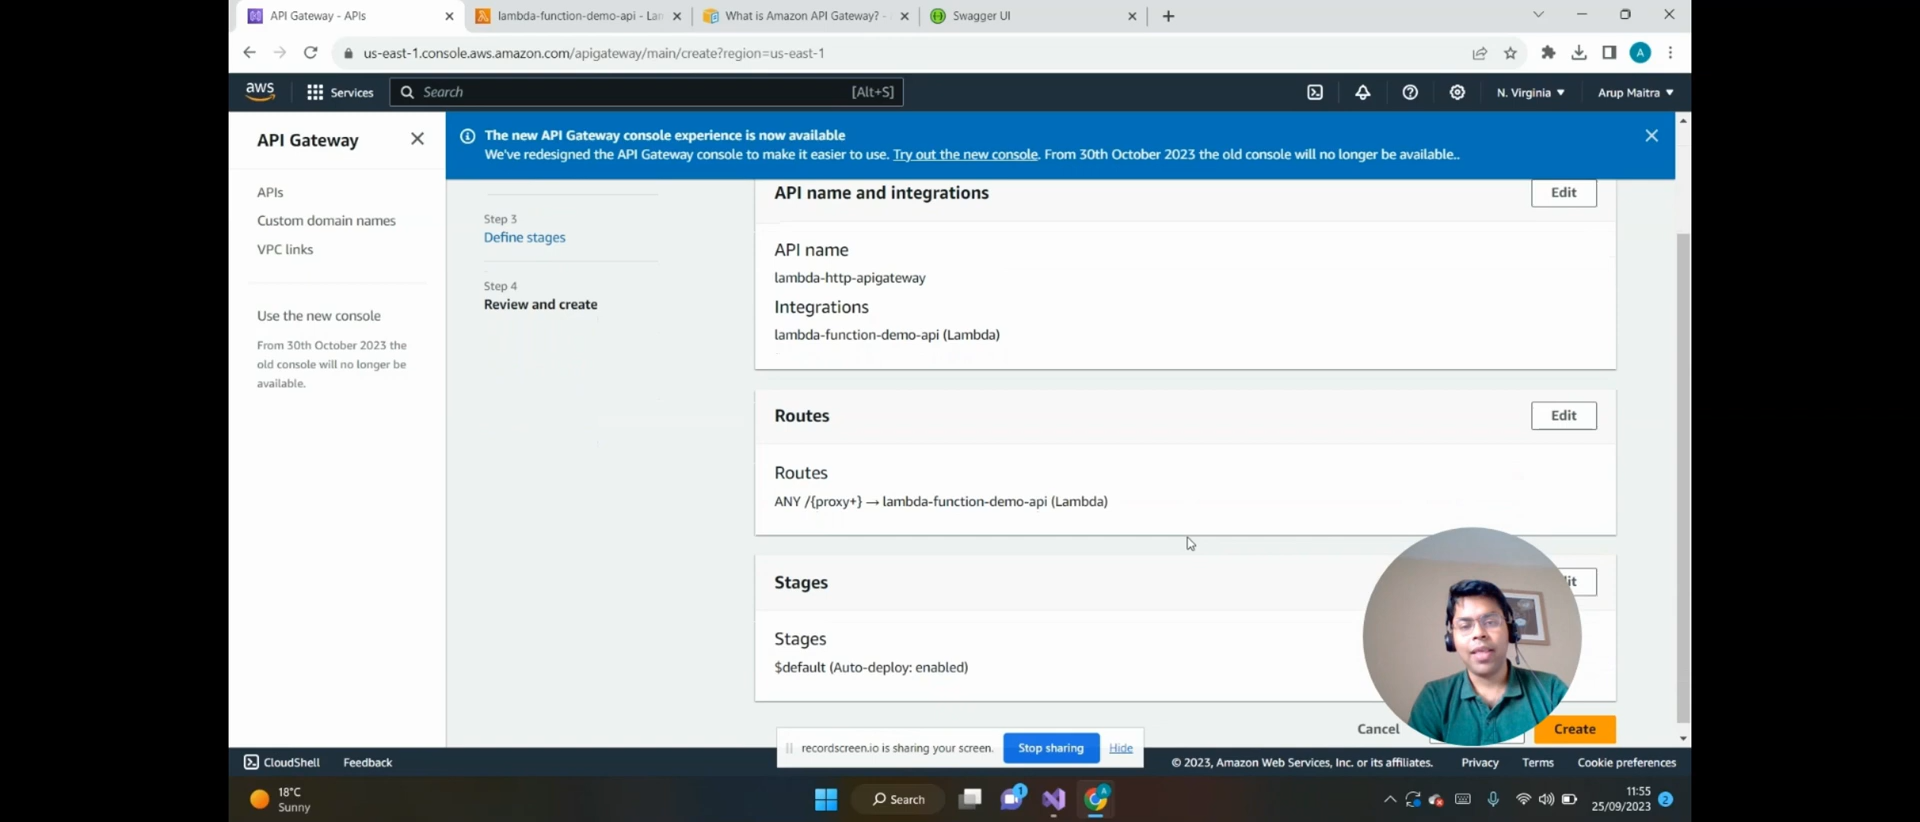 API Gateway - APIs
lambda-function-demo-api - Lan
What is Amazon API Gateway? -
Swagger UI
us-east-1.console.aws.amazon.com/apigateway/main/create?region=us-east-1
A
aws
Services
Search
[Alt+S]
N. Virginia
Arup Maitra
API Gateway
The new API Gateway console experience is now available
We've redesigned the API Gateway console to make it easier to use. Try out the new console. From 30th October 2023 the old console will no longer be available..
APIs
Custom domain names
VPC links
Use the new console
From 30th October 2023 the
old console will no longer be
available.
Step 3
Define stages
Step 4
Review and create
API name and integrations
Edit
API name
lambda-http-apigateway
Integrations
lambda-function-demo-api (Lambda)
Routes
Edit
Routes
ANY /{proxy+} → lambda-function-demo-api (Lambda)
Stages
it
Stages
$default (Auto-deploy: enabled)
Cancel
Create
recordscreen.io is sharing your screen.
Stop sharing
Hide
CloudShell
Feedback
© 2023, Amazon Web Services, Inc. or its affiliates.
Privacy
Terms
Cookie preferences
18°C
Sunny
Search
1
A
11:55
25/09/2023
2